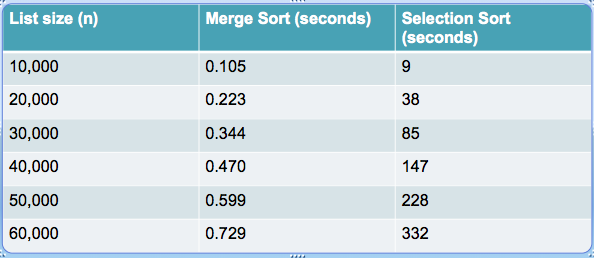 List size (n) Merge Sort (seconds) Selection Sort
(seconds)
10,000 0.105 9
20,000 0.223 38
30,000 0.344 85
40,000 0.470 147
50,000 0.599 228
60,000 0.729 332